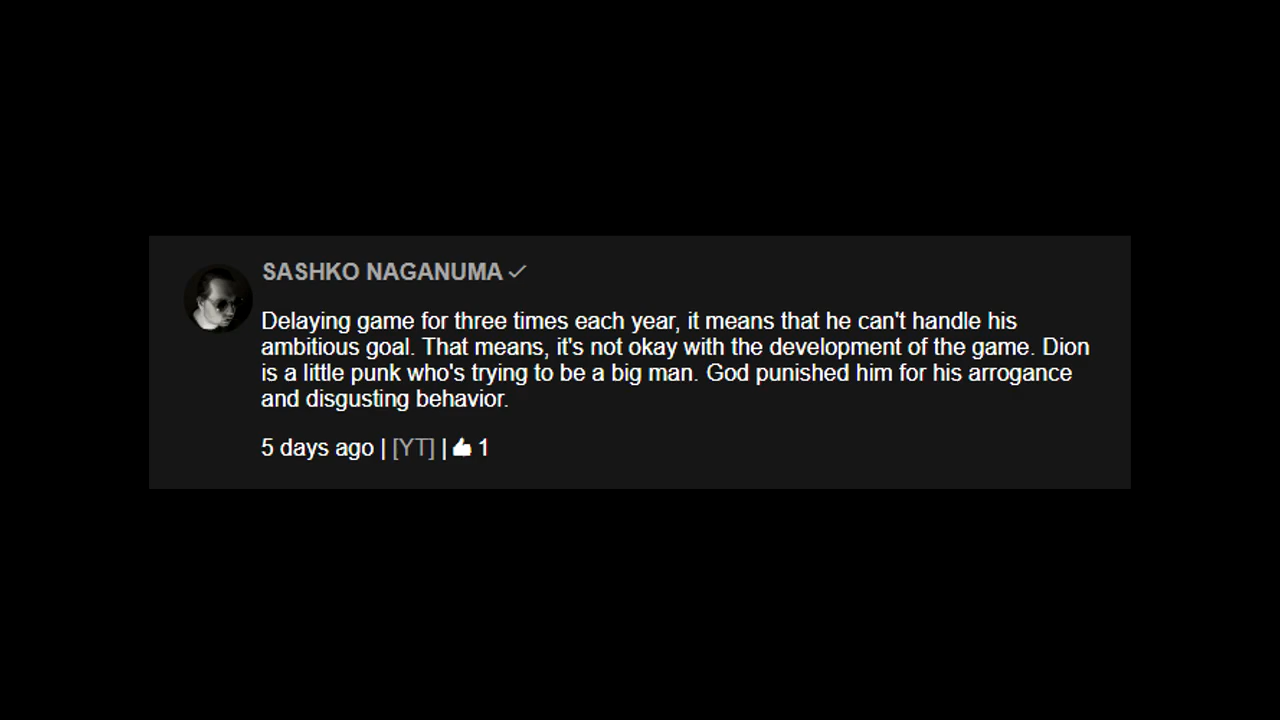 SASHKO NAGANUMA
Delaying game for three times each year, it means that he can't handle his
ambitious goal. That means, it's not okay with the development of the game. Dion
is a little punk who's trying to be a big man. God punished him for his arrogance
and disgusting behavior.
5 days ago | [YT] | 1